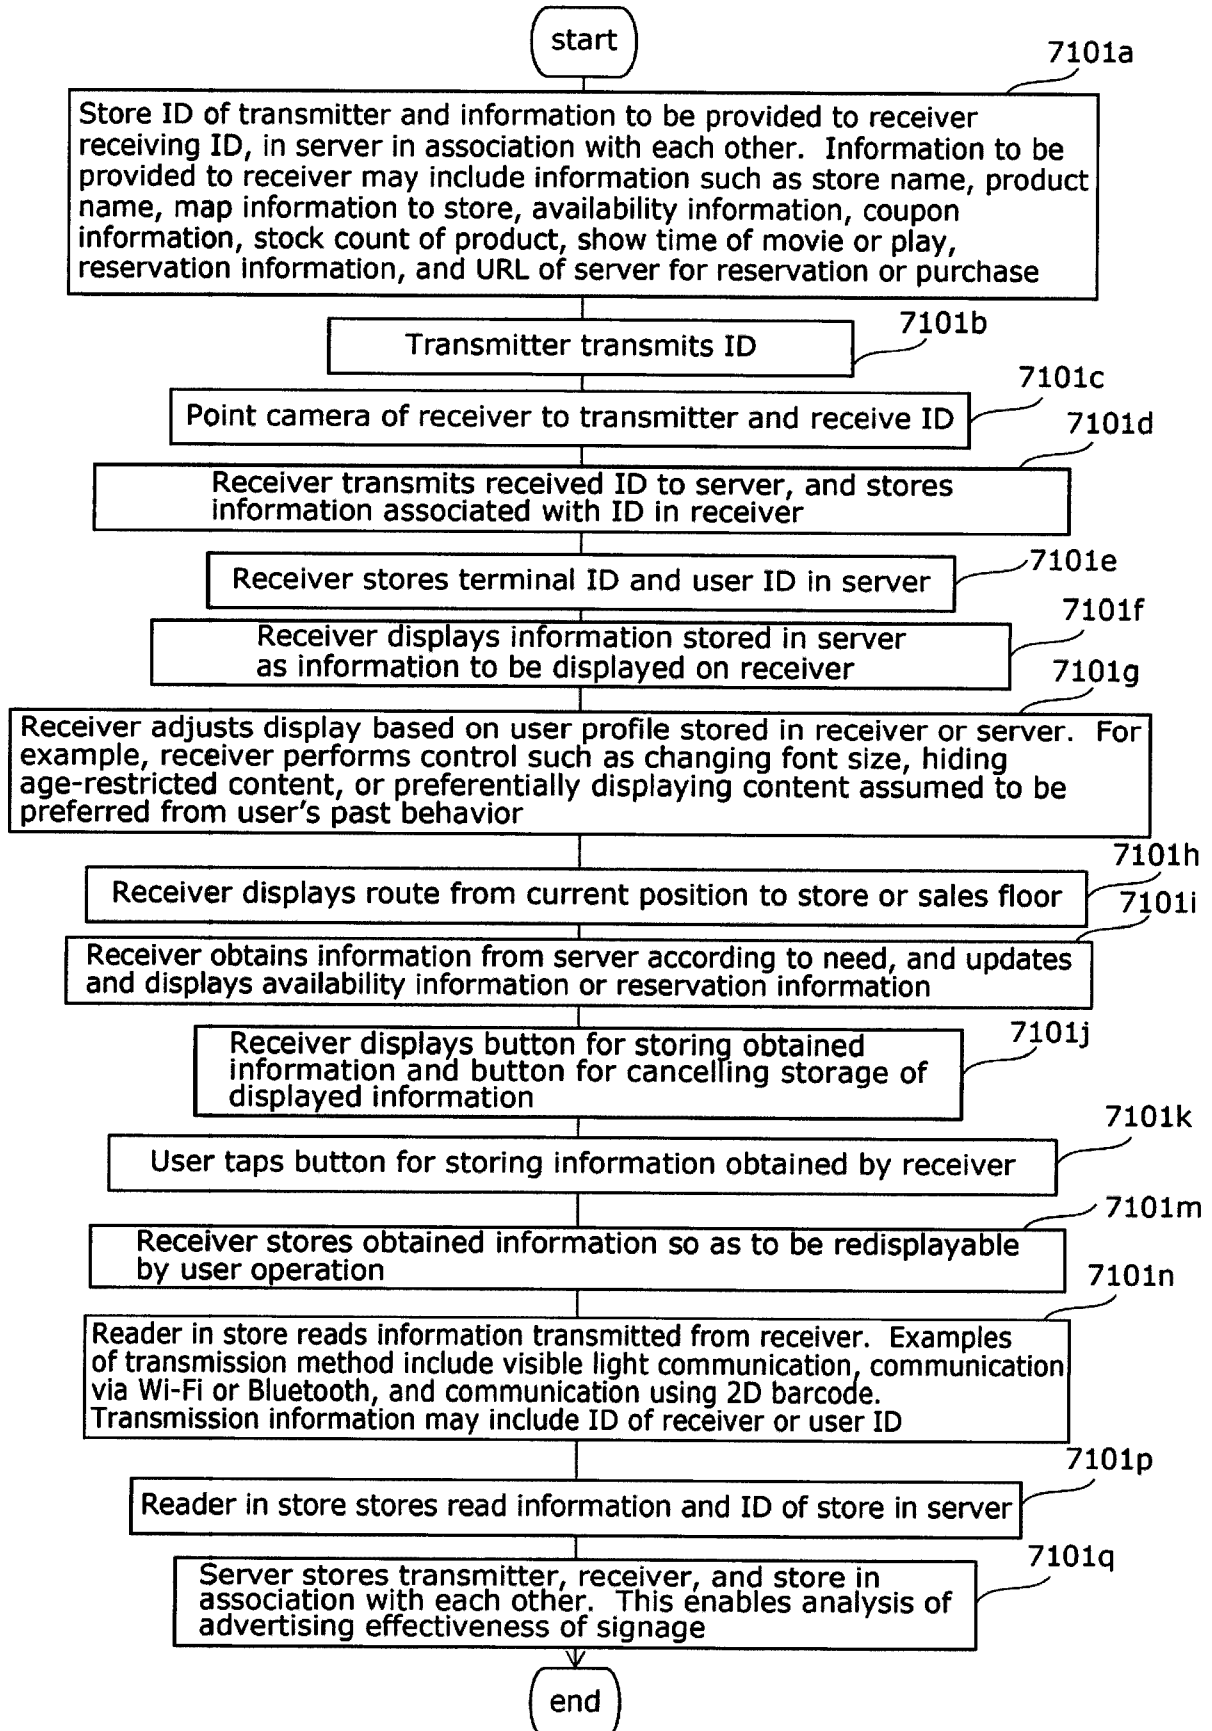 start
7101a
Store ID of transmitter and information to be provided to receiver
receiving ID, in server in association with each other. Information to be
provided to receiver may include information such as store name, product
name, map information to store, availability information, coupon
information, stock count of product, show time of movie or play,
reservation information, and URL of server for reservation or purchase
7101b
Transmitter transmits ID
7101c
Point camera of receiver to transmitter and receive ID
7101d
Receiver transmits received ID to server, and stores
information associated with ID in receiver
7101e
Receiver stores terminal ID and user ID in server
7101f
Receiver displays information stored in server
as information to be displayed on receiver
7101g
Receiver adjusts display based on user profile stored in receiver or server. For
example, receiver performs control such as changing font size, hiding
age-restricted content, or preferentially displaying content assumed to be
preferred from user's past behavior
7101h
Receiver displays route from current position to store or sales floor
7101i
Receiver obtains information from server according to need, and updates
and displays availability information or reservation information
7101j
Receiver displays button for storing obtained
information and button for cancelling storage of
displayed information
7101k
User taps button for storing information obtained by receiver
7101m
Receiver stores obtained information so as to be redisplayable
by user operation
7101n
Reader in store reads information transmitted from receiver. Examples
of transmission method include visible light communication, communication
via Wi-Fi or Bluetooth, and communication using 2D barcode.
Transmission information may include ID of receiver or user ID
7101p
Reader in store stores read information and ID of store in server
7101q
Server stores transmitter, receiver, and store in
association with each other. This enables analysis of
advertising effectiveness of signage
end